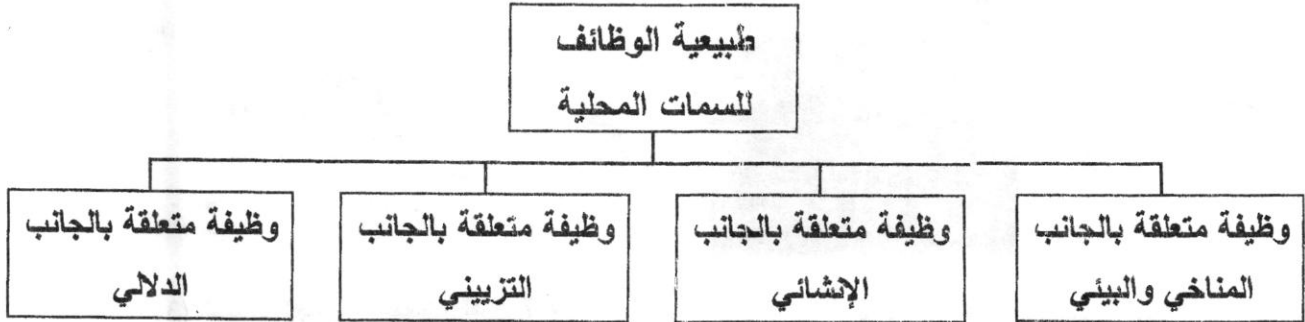 طبيعية الوظائف
للسمات المحلية
وظيفة متعلقة بالجانب
المناخي والبيئي
وظيفة متعلقة بالجانب
الإنشائي
وظيفة متعلقة بالجانب
التزييني
وظيفة متعلقة بالجانب
الدلالي